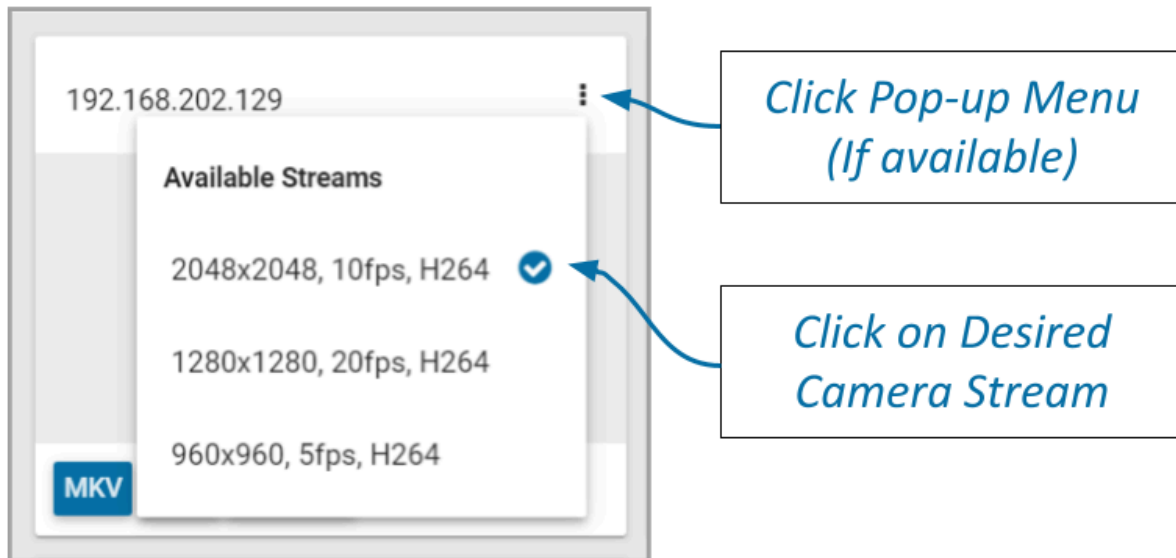 192.168.202.129
Click Pop-up Menu
(If available)
Available Streams
2048x2048, 10fps, H264
1280x1280, 20fps, H264
Click on Desired
Camera Stream
960x960, 5fps, H264
MKV